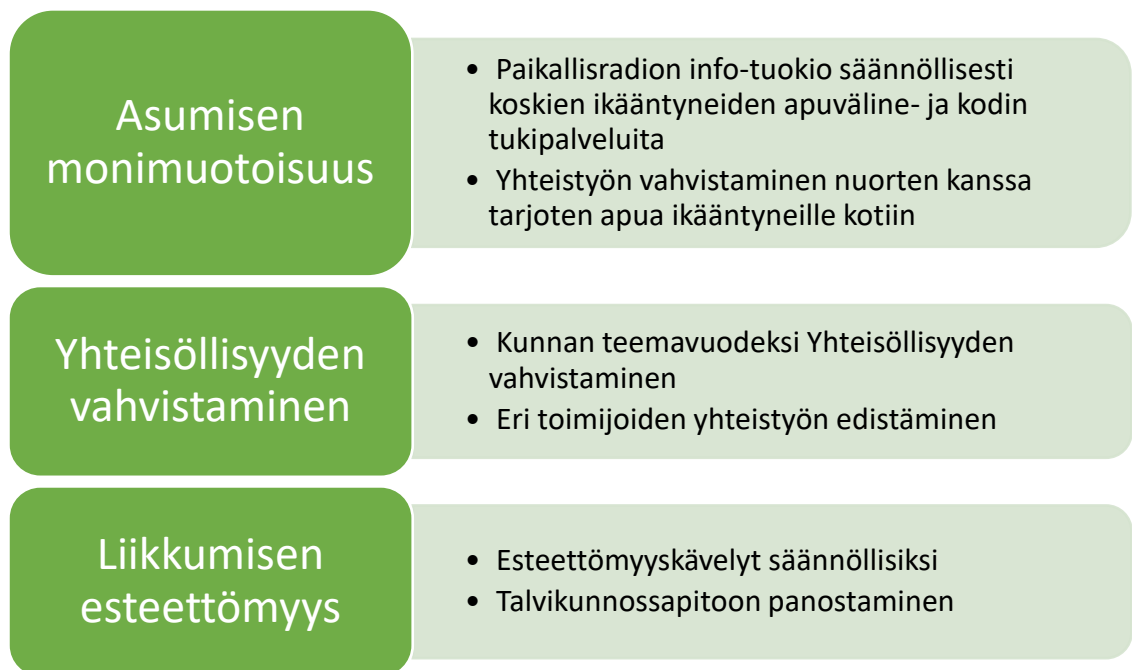 Asumisen
monimuotoisuus
• Paikallisradion info-tuokio säännöllisesti
koskien ikääntyneiden apuväline- ja kodin
tukipalveluita
• Yhteistyön vahvistaminen nuorten kanssa
tarjoten apua ikääntyneille kotiin
Yhteisöllisyyden
vahvistaminen
• Kunnan teemavuodeksi Yhteisöllisyyden
vahvistaminen
• Eri toimijoiden yhteistyön edistäminen
Liikkumisen
esteettömyys
• Esteettömyyskävelyt säännöllisiksi
• Talvikunnossapitoon panostaminen